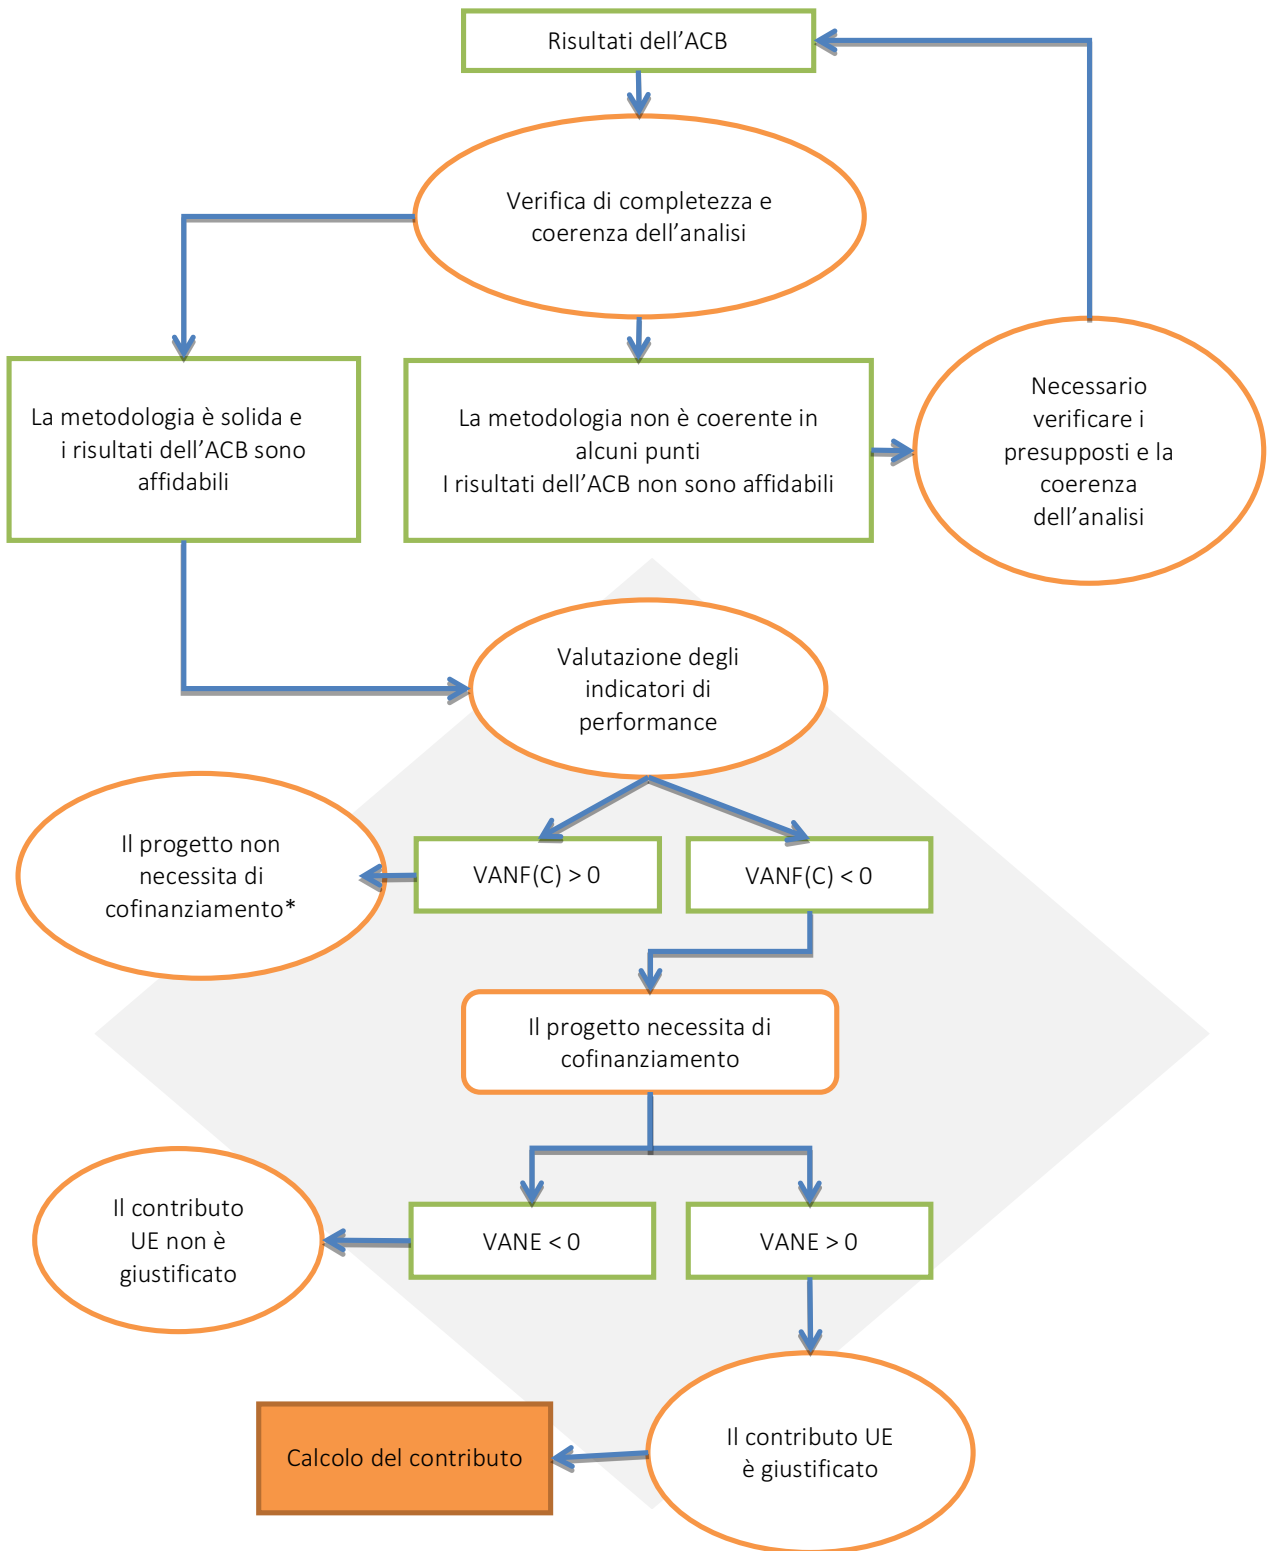 Risultati dell'ACB
Verifica di completezza e
coerenza dell'analisi
La metodologia è solida e
i risultati dell'ACB sono
affidabili
La metodologia non è coerente in
alcuni punti
I risultati dell'ACB non sono affidabili
Necessario
verificare i
presupposti e la
coerenza
dell'analisi
Valutazione degli
indicatori di
performance
Il progetto non
necessita di
cofinanziamento*
VANF(C) > 0
VANF(C) < 0
Il progetto necessita di
cofinanziamento
Il contributo
UE non è
giustificato
VANE < 0
VANE > 0
Calcolo del contributo
Il contributo UE
è giustificato